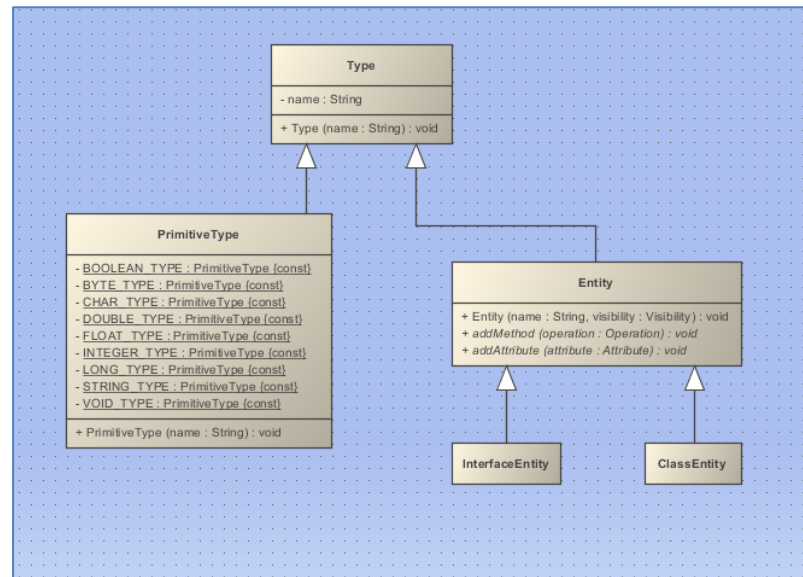 Type
- name : String
+ Type (name : String) : void
PrimitiveType
- BOOLEAN_TYPE : PrimitiveType {const}
- BYTE_TYPE : PrimitiveType {const}
- CHAR_TYPE : PrimitiveType {const}
- DOUBLE_TYPE : PrimitiveType {const}
- FLOAT_TYPE : PrimitiveType {const}
- INTEGER_TYPE : PrimitiveType {const}
- LONG_TYPE : PrimitiveType {const}
- STRING_TYPE : PrimitiveType {const}
- VOID_TYPE : PrimitiveType {const}
+ PrimitiveType (name : String) : void
Entity
+ Entity (name : String, visibility : Visibility) : void
+ addMethod (operation : Operation) : void
+ addAttribute (attribute : Attribute) : void
InterfaceEntity
ClassEntity